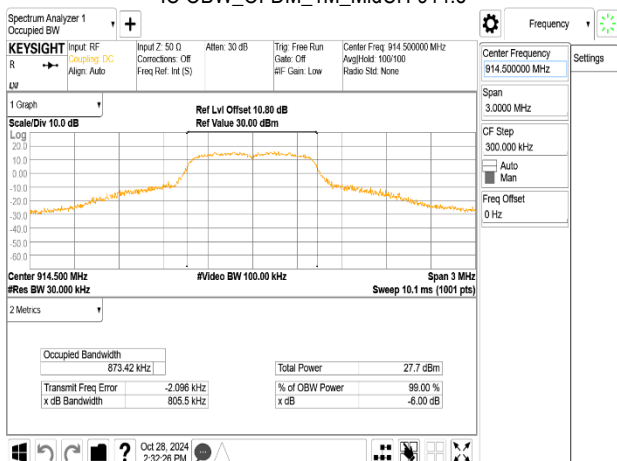 Spectrum Analyzer 1
Occupied BW
Frequency
KEYSIGHT
R
Input: RF
Coupling: DC
Align: Auto
Input Z: 50 Ω
Corrections: Off
Freq Ref: Int (S)
Atten: 30 dB
Trig: Free Run
Gate: Off
#IF Gain: Low
Center Freq: 914.500000 MHz
Avg|Hold: 100/100
Radio Std: None
Center Frequency
914.500000 MHz
Settings
Span
3.0000 MHz
CF Step
300.000 kHz
Auto
Man
Freq Offset
0 Hz
1 Graph
Scale/Div 10.0 dB
Ref Lvl Offset 10.80 dB
Ref Value 30.00 dBm
Log
20.0
10.0
0.00
-10.0
-20.0
-30.0
-40.0
-50.0
-60.0
Center 914.500 MHz
#Res BW 30.000 kHz
#Video BW 100.00 kHz
Span 3 MHz
Sweep 10.1 ms (1001 pts)
2 Metrics
Occupied Bandwidth
873.42 kHz
Total Power 27.7 dBm
Transmit Freq Error -2.096 kHz
% of OBW Power 99.00 %
x dB Bandwidth 805.5 kHz
x dB -6.00 dB
?
Oct 28, 2024
2:32:26 PM